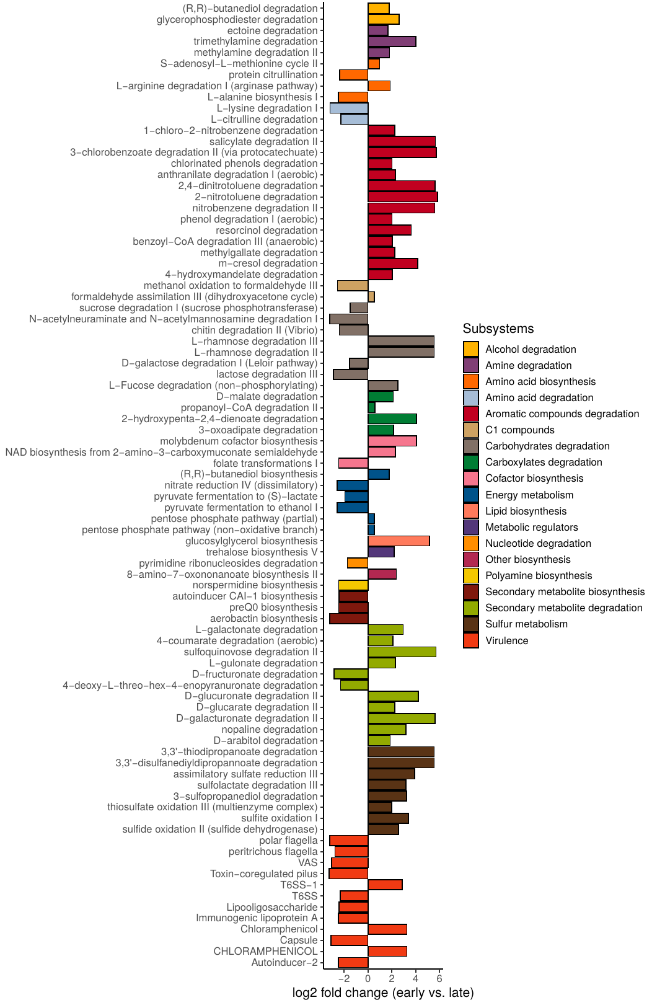 (R,R)−butanediol degradation
glycerophosphodiester degradation
ectoine degradation
trimethylamine degradation
methylamine degradation II
S−adenosyl−L−methionine cycle II
protein citrullination
L−arginine degradation I (arginase pathway)
L−alanine biosynthesis I
L−lysine degradation I
L−citrulline degradation
1−chloro−2−nitrobenzene degradation
salicylate degradation II
3−chlorobenzoate degradation II (via protocatechuate)
chlorinated phenols degradation
anthranilate degradation I (aerobic)
2,4−dinitrotoluene degradation
2−nitrotoluene degradation
nitrobenzene degradation II
phenol degradation I (aerobic)
resorcinol degradation
benzoyl−CoA degradation III (anaerobic)
methylgallate degradation
m−cresol degradation
4−hydroxymandelate degradation
methanol oxidation to formaldehyde III
formaldehyde assimilation III (dihydroxyacetone cycle)
sucrose degradation I (sucrose phosphotransferase)
N−acetylneuraminate and N−acetylmannosamine degradation I
chitin degradation II (Vibrio)
L−rhamnose degradation III
L−rhamnose degradation II
D−galactose degradation I (Leloir pathway)
lactose degradation III
L−Fucose degradation (non−phosphorylating)
D−malate degradation
propanoyl−CoA degradation II
2−hydroxypenta−2,4−dienoate degradation
3−oxoadipate degradation
molybdenum cofactor biosynthesis
NAD biosynthesis from 2−amino−3−carboxymuconate semialdehyde
folate transformations I
(R,R)−butanediol biosynthesis
nitrate reduction IV (dissimilatory)
pyruvate fermentation to (S)−lactate
pyruvate fermentation to ethanol I
pentose phosphate pathway (partial)
pentose phosphate pathway (non−oxidative branch)
glucosylglycerol biosynthesis
trehalose biosynthesis V
pyrimidine ribonucleosides degradation
8−amino−7−oxononanoate biosynthesis II
norspermidine biosynthesis
autoinducer CAI−1 biosynthesis
preQ0 biosynthesis
aerobactin biosynthesis
L−galactonate degradation
4−coumarate degradation (aerobic)
sulfoquinovose degradation II
L−gulonate degradation
D−fructuronate degradation
4−deoxy−L−threo−hex−4−enopyranuronate degradation
D−glucuronate degradation II
D−glucarate degradation II
D−galacturonate degradation II
nopaline degradation
D−arabitol degradation
3,3'−thiodipropanoate degradation
3,3'−disulfanediyldipropannoate degradation
assimilatory sulfate reduction III
sulfolactate degradation III
3−sulfopropanediol degradation
thiosulfate oxidation III (multienzyme complex)
sulfite oxidation I
sulfide oxidation II (sulfide dehydrogenase)
polar flagella
peritrichous flagella
VAS
Toxin−coregulated pilus
T6SS−1
T6SS
Lipooligosaccharide
Immunogenic lipoprotein A
Chloramphenicol
Capsule
CHLORAMPHENICOL
Autoinducer−2
−2 0 2 4 6
log2 fold change (early vs. late)
Subsystems
Alcohol degradation
Amine degradation
Amino acid biosynthesis
Amino acid degradation
Aromatic compounds degradation
C1 compounds
Carbohydrates degradation
Carboxylates degradation
Cofactor biosynthesis
Energy metabolism
Lipid biosynthesis
Metabolic regulators
Nucleotide degradation
Other biosynthesis
Polyamine biosynthesis
Secondary metabolite biosynthesis
Secondary metabolite degradation
Sulfur metabolism
Virulence